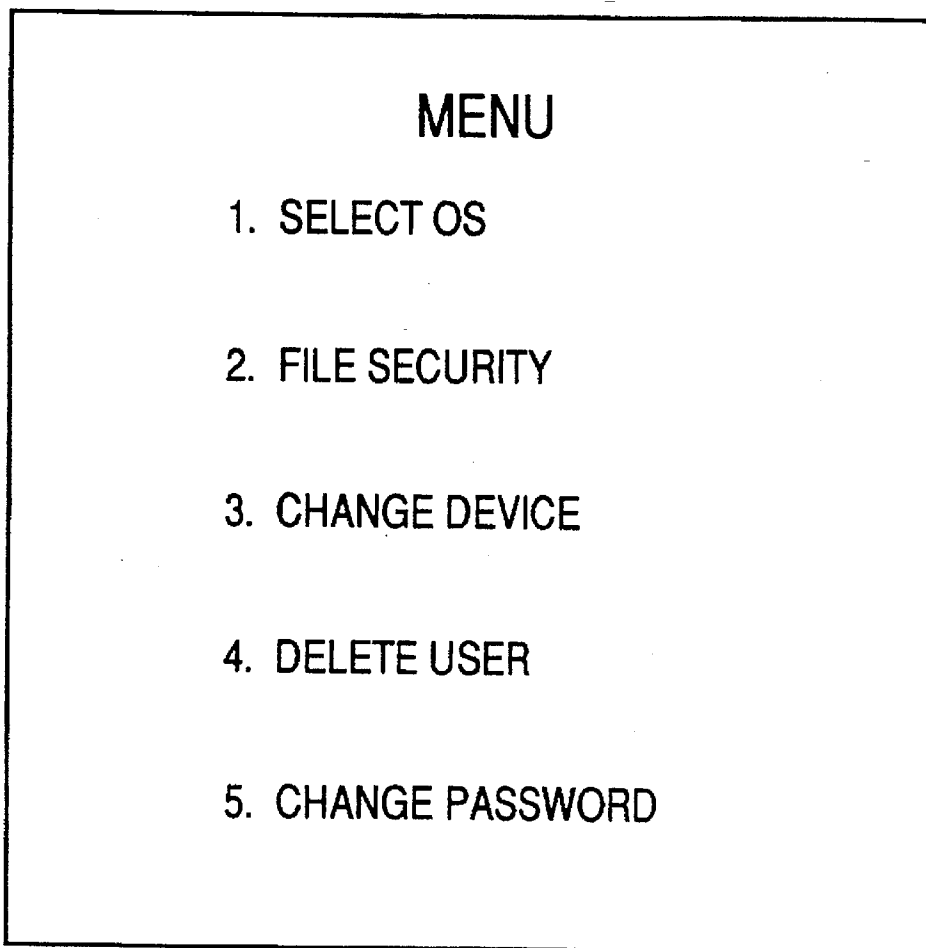 MENU
1. SELECT OS
2. FILE SECURITY
3. CHANGE DEVICE
4. DELETE USER
5. CHANGE PASSWORD